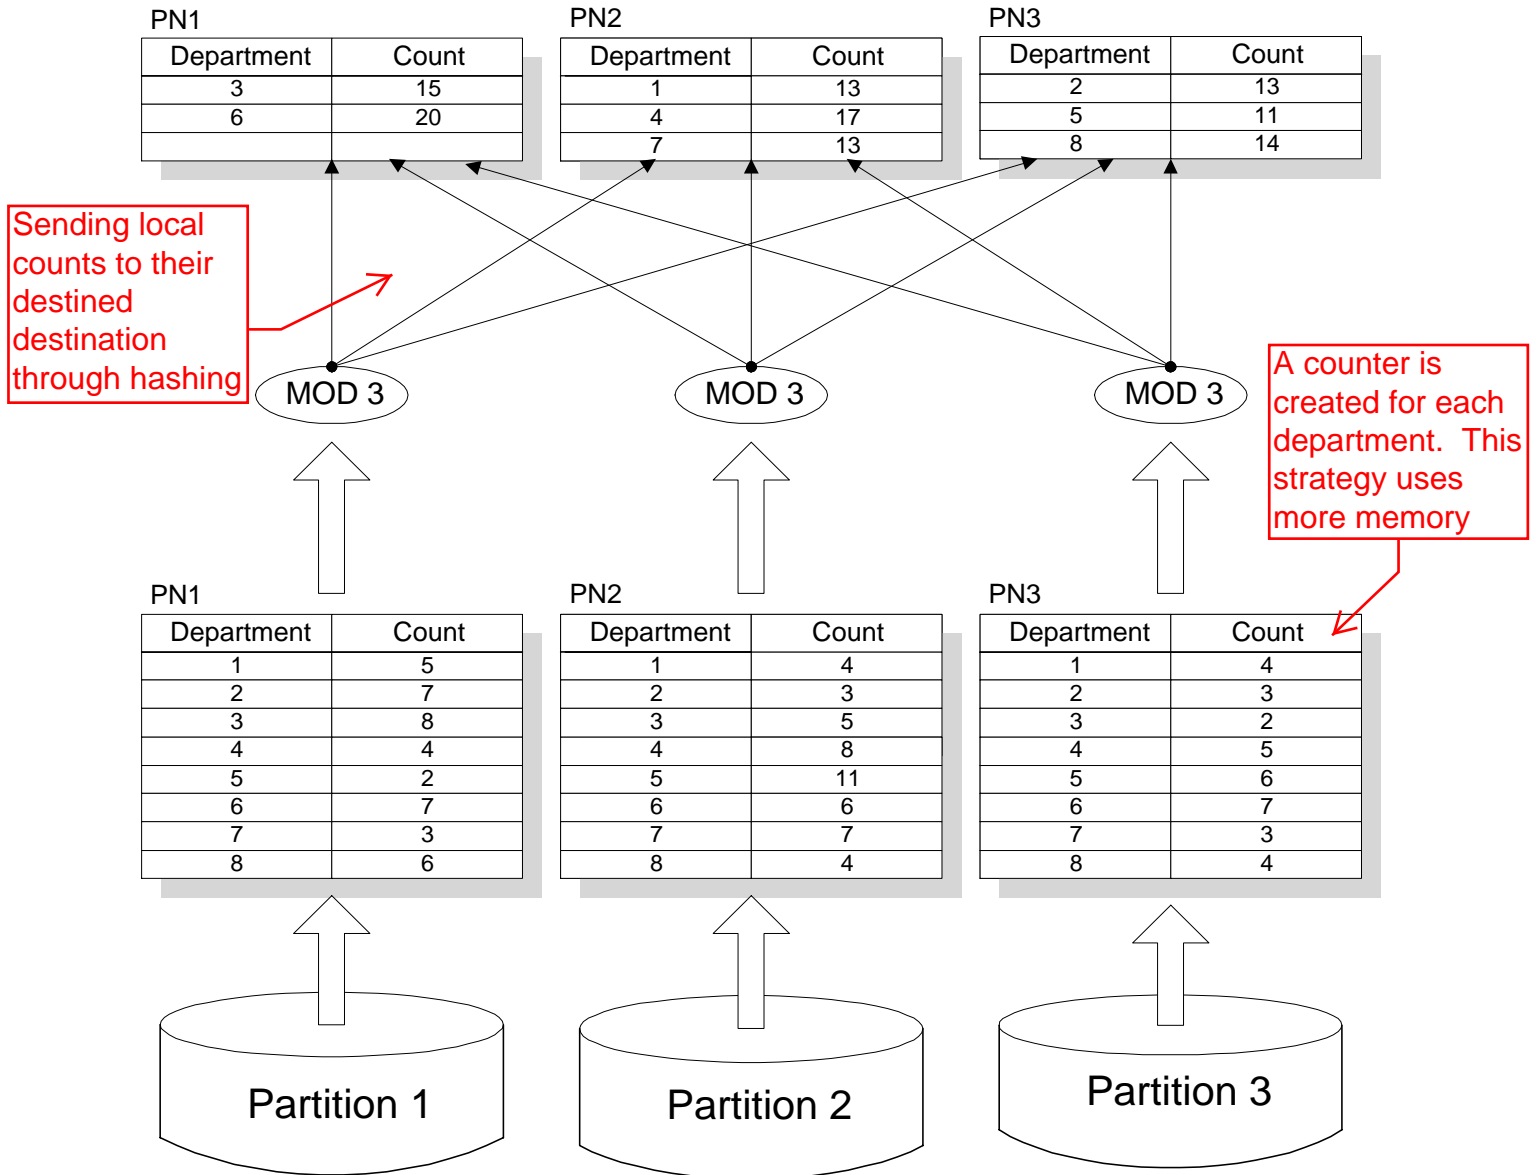 PN1
PN2
PN3
Department Count
3 15
6 20
Department Count
1 13
4 17
7 13
Department Count
2 13
5 11
8 14
Sending local
counts to their
destined
destination
through hashing
MOD 3
MOD 3
MOD 3
A counter is
created for each
department. This
strategy uses
more memory
PN1
Department Count
1 5
2 7
3 8
4 4
5 2
6 7
7 3
8 6
PN2
Department Count
1 4
2 3
3 5
4 8
5 11
6 6
7 7
8 4
PN3
Department Count
1 4
2 3
3 2
4 5
5 6
6 7
7 3
8 4
Partition 1
Partition 2
Partition 3